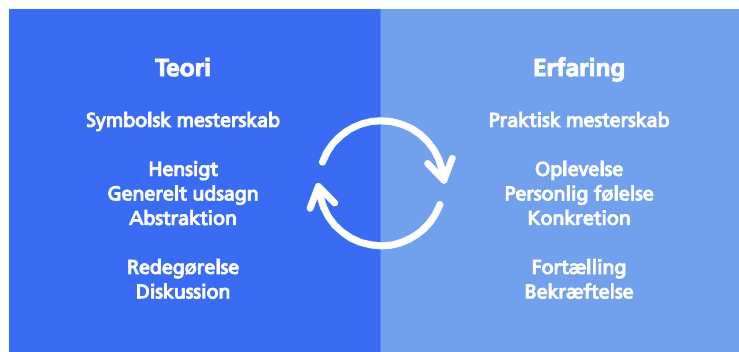 Teori
Symbolsk mesterskab
Hensigt
Generelt udsagn
Abstraktion
Redegørelse
Diskussion
Erfaring
Praktisk mesterskab
Oplevelse
Personlig følelse
Konkretion
Fortælling
Bekræftelse